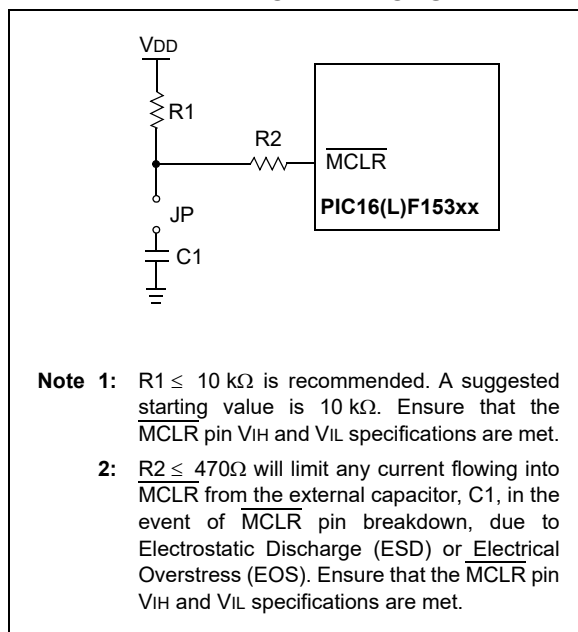 VDD
R1
R2
MCLR
JP
PIC16(L)F153xx
C1
Note 1: R1 ≤ 10 kΩ is recommended. A suggested
starting value is 10 kΩ. Ensure that the
MCLR pin VIH and VIL specifications are met.
2: R2 ≤ 470Ω will limit any current flowing into
MCLR from the external capacitor, C1, in the
event of MCLR pin breakdown, due to
Electrostatic Discharge (ESD) or Electrical
Overstress (EOS). Ensure that the MCLR pin
VIH and VIL specifications are met.